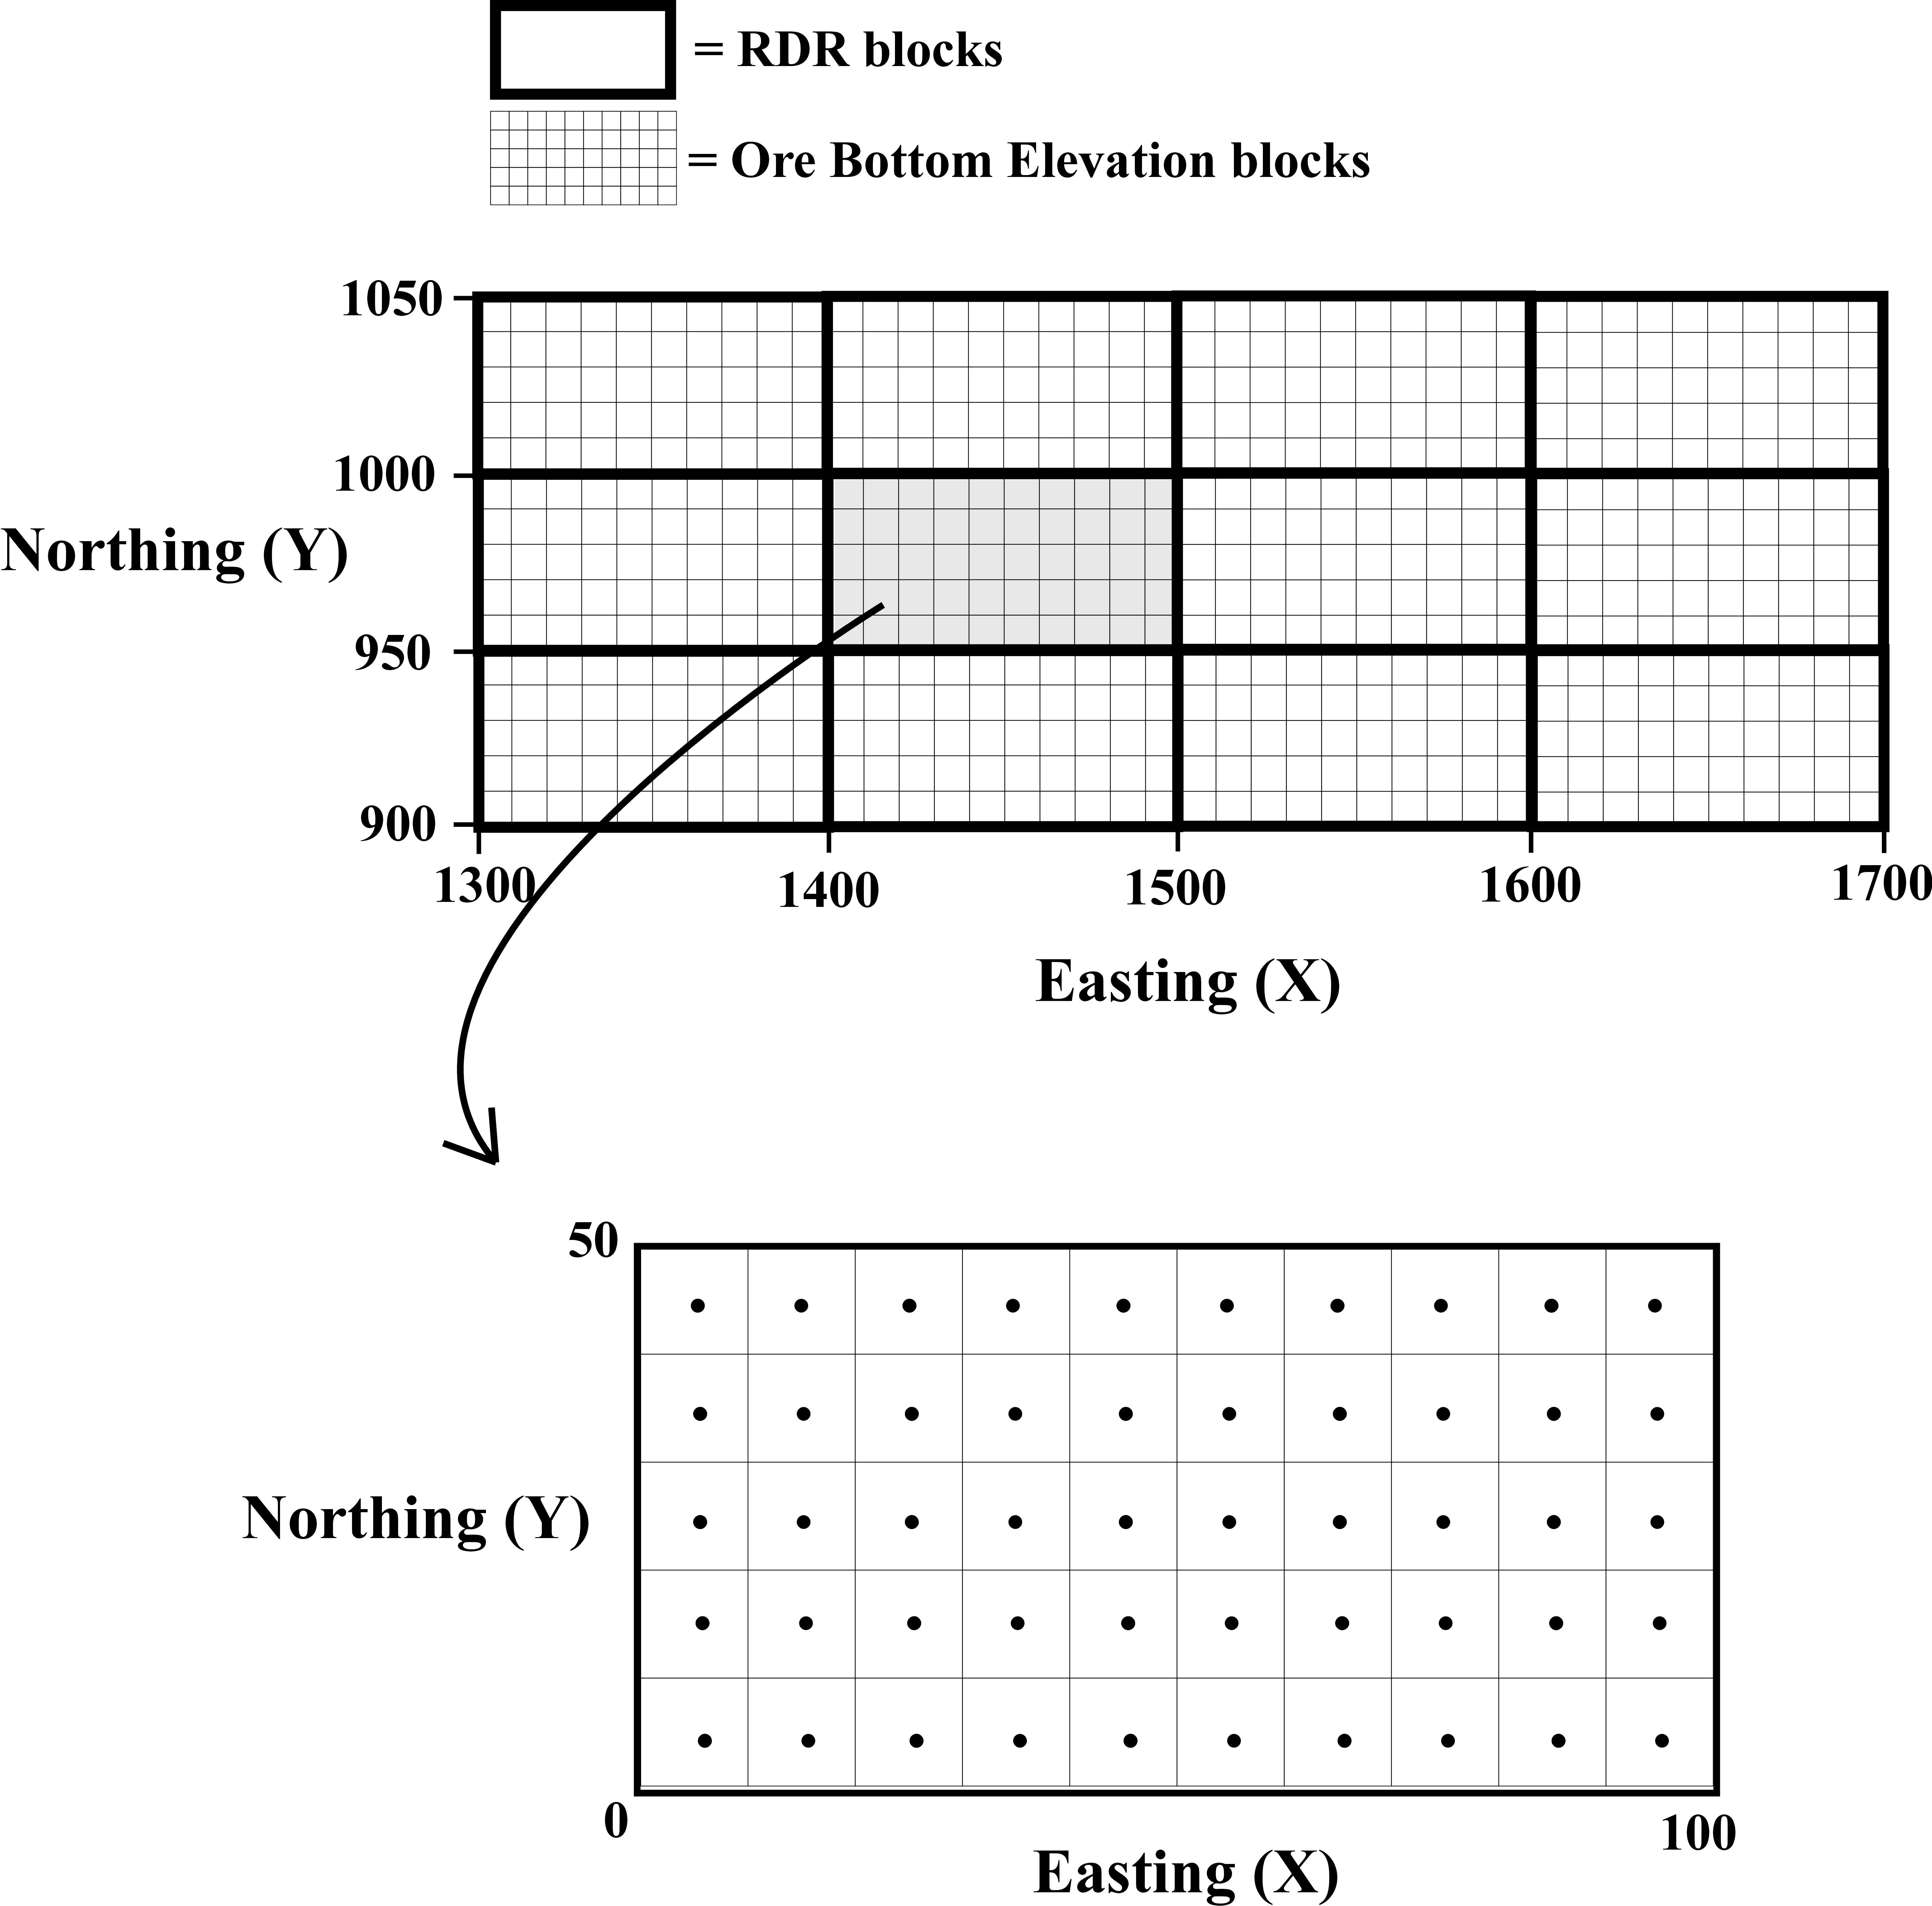 = RDR blocks
= Ore Bottom Elevation blocks
1050
1000
Northing (Y)
950
900
1300 1400 1500 1600 1700
Easting (X)
50
Northing (Y)
0
100
Easting (X)